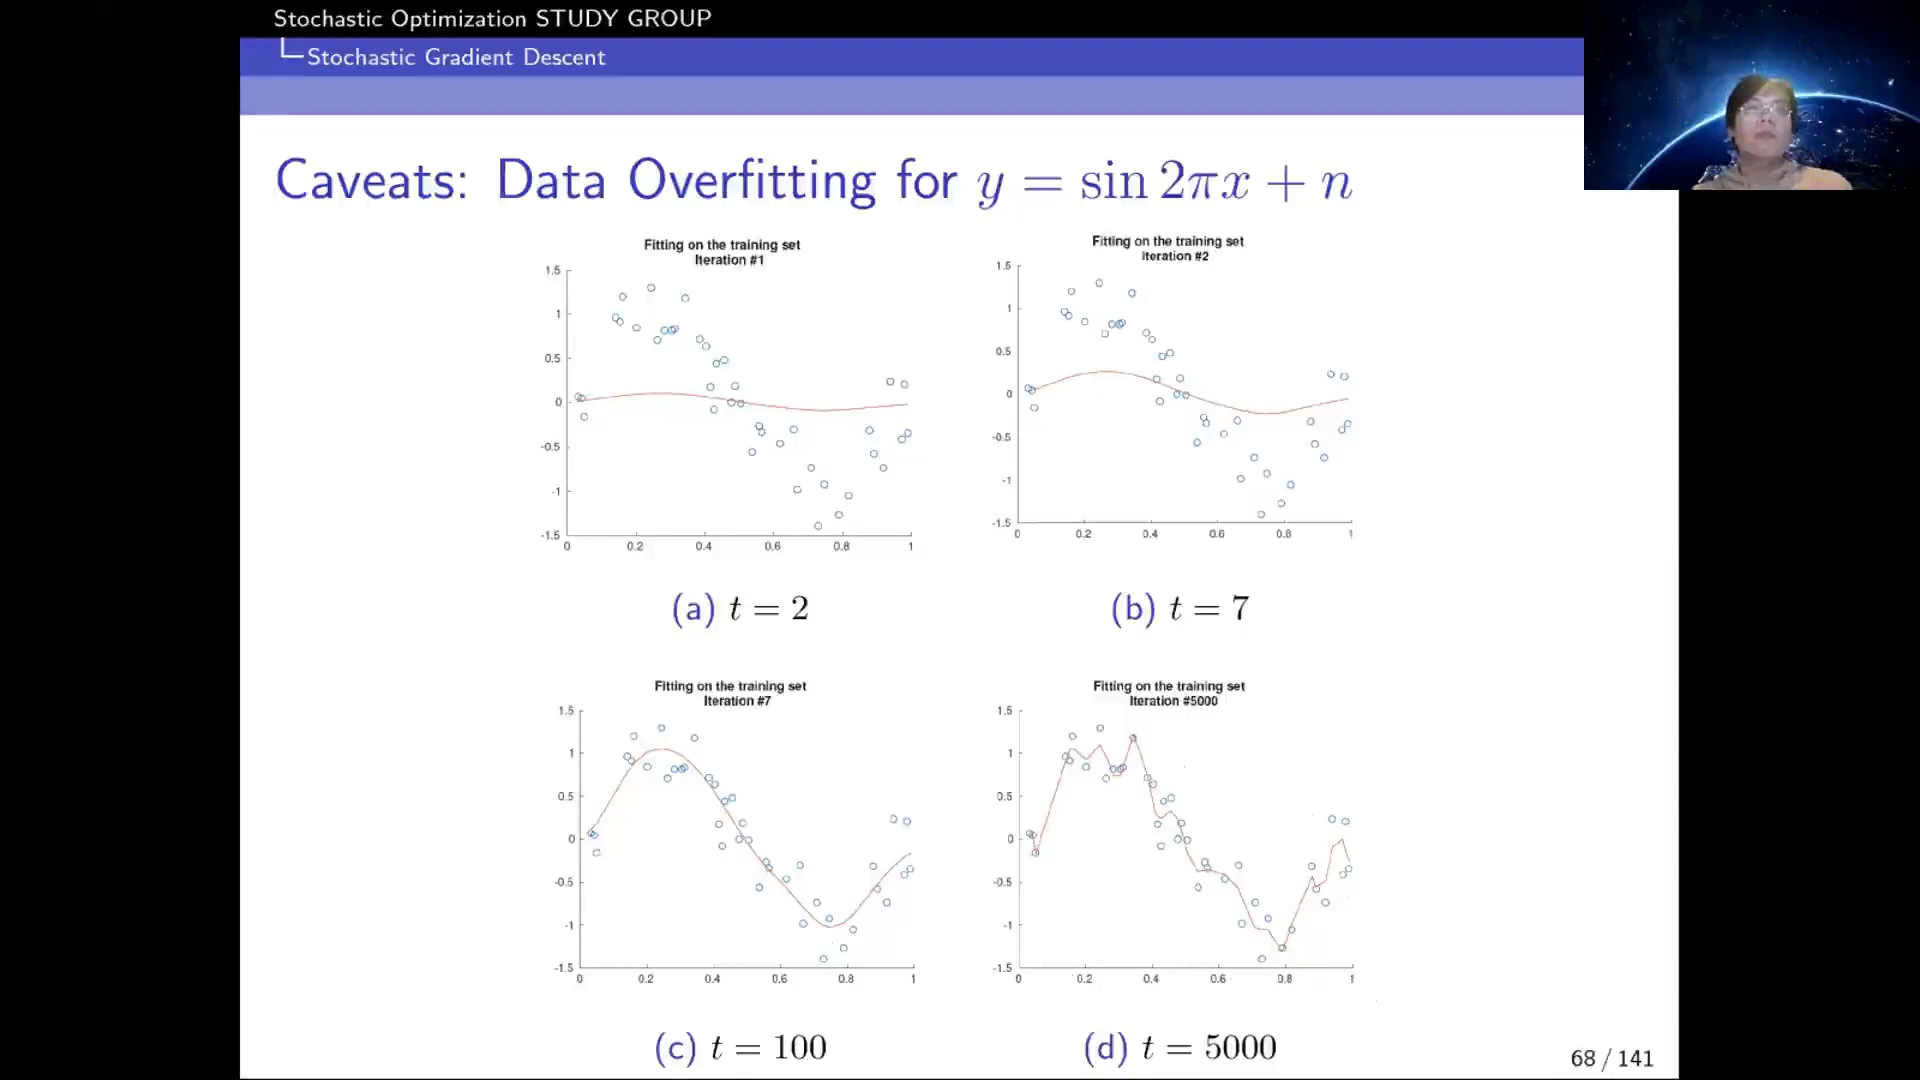 Stochastic Optimization STUDY GROUP
Stochastic Gradient Descent
Caveats: Data Overfitting for y = sin 2πx + n
Fitting on the training set
Iteration #1
1.5
1
0.5
0
-0.5
-1
-1.5
0 0.2 0.4 0.6 0.8 1
(a) t = 2
Fitting on the training set
Iteration #2
1.5
1
0.5
0
-0.5
-1
-1.5
0 0.2 0.4 0.6 0.8 1
(b) t = 7
Fitting on the training set
Iteration #7
1.5
1
0.5
0
-0.5
-1
-1.5
0 0.2 0.4 0.6 0.8 1
(c) t = 100
Fitting on the training set
Iteration #5000
1.5
1
0.5
0
-0.5
-1
-1.5
0 0.2 0.4 0.6 0.8 1
(d) t = 5000
68 / 141